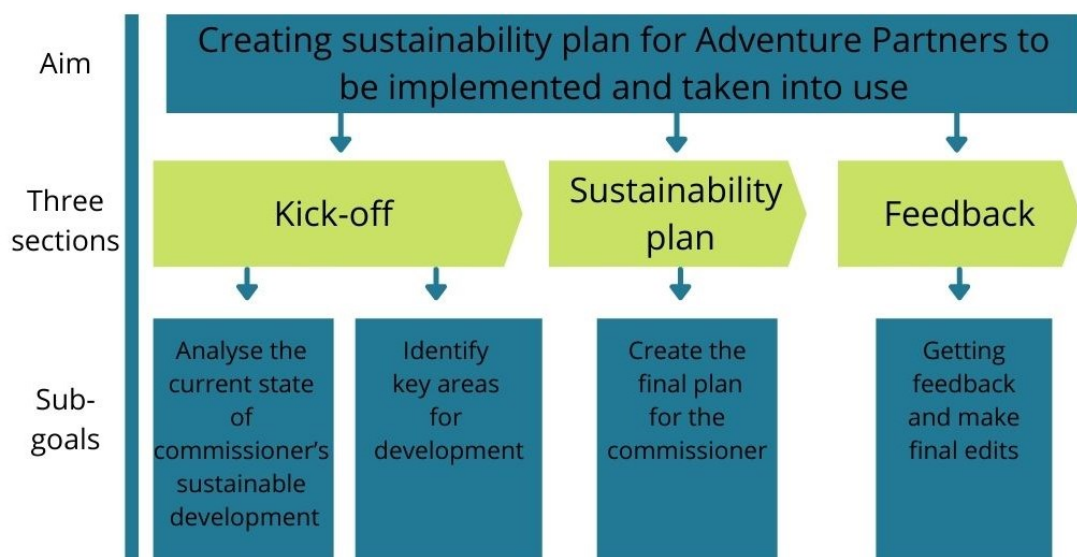 Aim
Creating sustainability plan for Adventure Partners to
be implemented and taken into use
Three
sections
Kick-off
Sustainability
plan
Feedback
Sub-
goals
Analyse the
current state
of
commissioner's
sustainable
development
Identify
key areas
for
development
Create the
final plan
for the
commissioner
Getting
feedback
and make
final edits